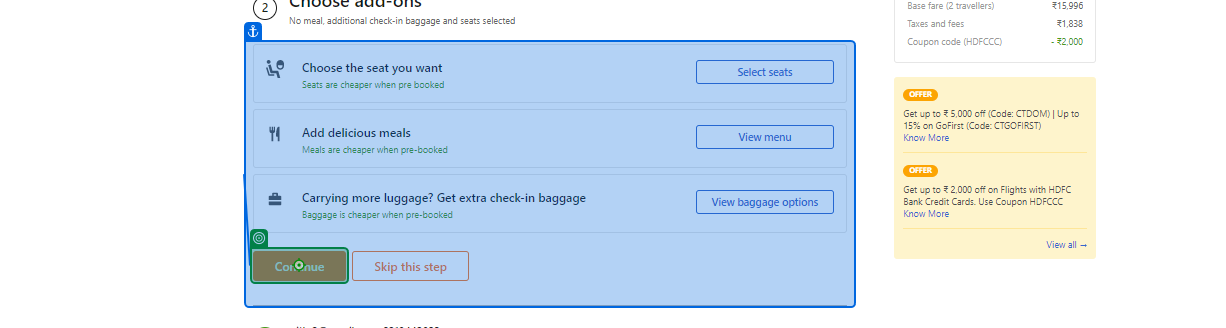 2
Choose add-ons
No meal, additional check-in baggage and seats selected
Choose the seat you want
Seats are cheaper when pre booked
Select seats
Add delicious meals
Meals are cheaper when pre-booked
View menu
Carrying more luggage? Get extra check-in baggage
Baggage is cheaper when pre-booked
View baggage options
Continue
Skip this step
Base fare (2 travellers) ₹15,996
Taxes and fees ₹1,838
Coupon code (HDFCCC) - ₹2,000
OFFER
Get up to ₹ 5,000 off (Code: CTDOM) | Up to
15% on GoFirst (Code: CTGOFIRST)
Know More
OFFER
Get up to ₹ 2,000 off on Flights with HDFC
Bank Credit Cards. Use Coupon HDFCCC
Know More
View all →